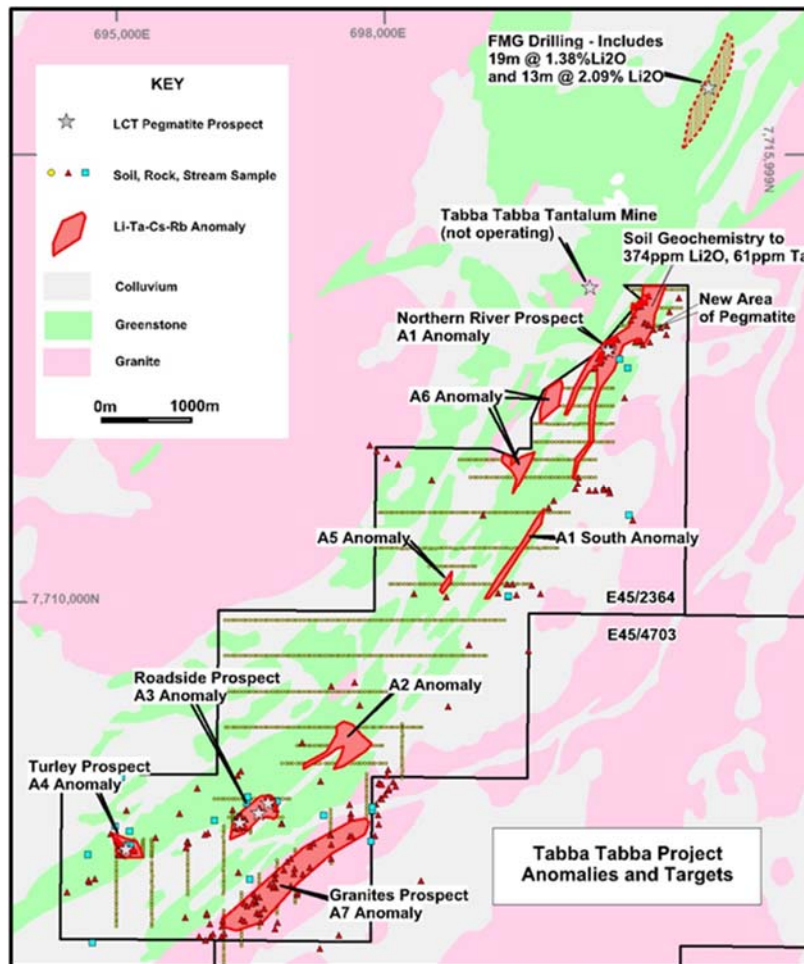 695,000E
698,000E
FMG Drilling - Includes
19m @ 1.38%Li2O
and 13m @ 2.09% Li2O
KEY
LCT Pegmatite Prospect
Soil, Rock, Stream Sample
Li-Ta-Cs-Rb Anomaly
Colluvium
Greenstone
Granite
0m 1000m
7,715,999N
Tabba Tabba Tantalum Mine
(not operating)
Soil Geochemistry to
374ppm Li2O, 61ppm Ta
Northern River Prospect
A1 Anomaly
New Area
of Pegmatite
A6 Anomaly
A5 Anomaly
A1 South Anomaly
7,710,000N
E45/2364
E45/4703
Roadside Prospect
A3 Anomaly
A2 Anomaly
Turley Prospect
A4 Anomaly
Granites Prospect
A7 Anomaly
Tabba Tabba Project
Anomalies and Targets